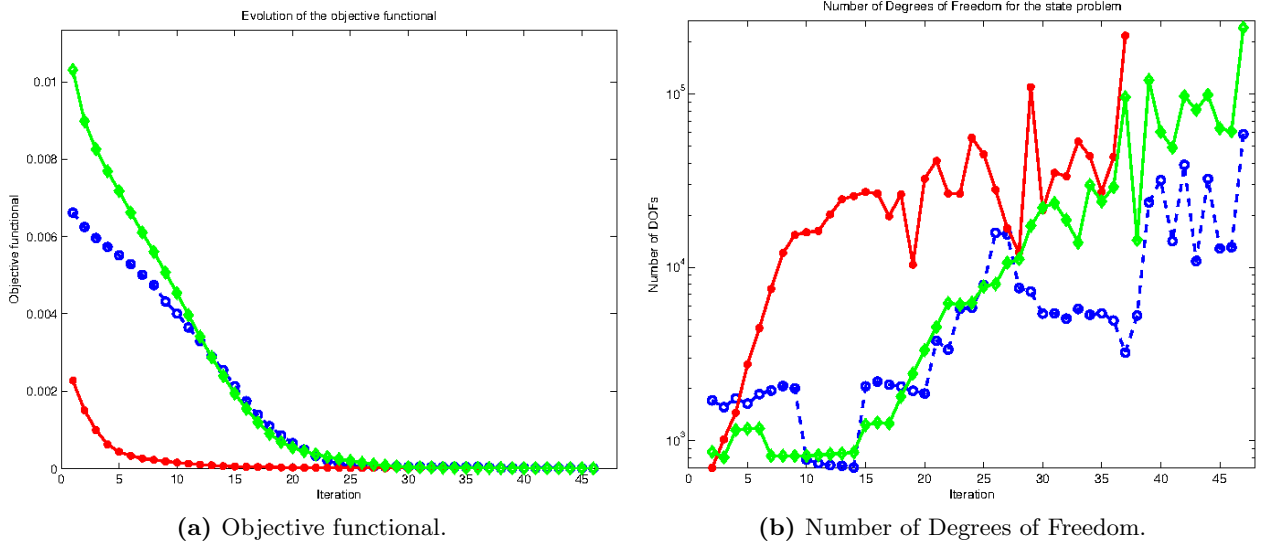 Evolution of the objective functional
0.01
0.008
0.006
0.004
0.002
0
Objective functional
0 5 10 15 20 25 30 35 40 45
Iteration
(a) Objective functional.
Number of Degrees of Freedom for the state problem
10^5
10^4
10^3
Number of DOFs
0 5 10 15 20 25 30 35 40 45
Iteration
(b) Number of Degrees of Freedom.